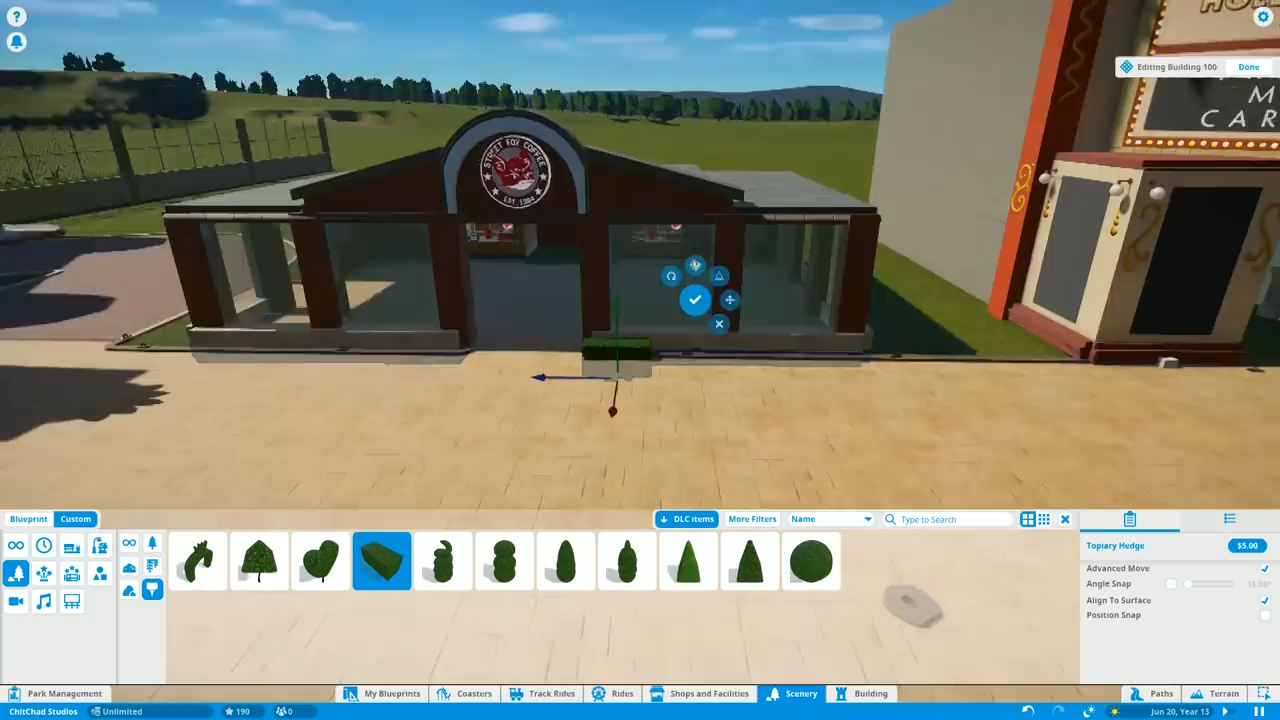 ?
HOL
Editing Building 100
Done
M
CAR
STREET FOX COFFEE
EST. 1984
Blueprint
Custom
DLC items
More Filters
Name
Type to Search
Topiary Hedge
$5.00
Advanced Move
Angle Snap
15.00°
Align To Surface
Position Snap
Park Management
My Blueprints
Coasters
Track Rides
Rides
Shops and Facilities
Scenery
Building
Paths
Terrain
ChitChad Studios
Unlimited
190
0
Jun 20, Year 13